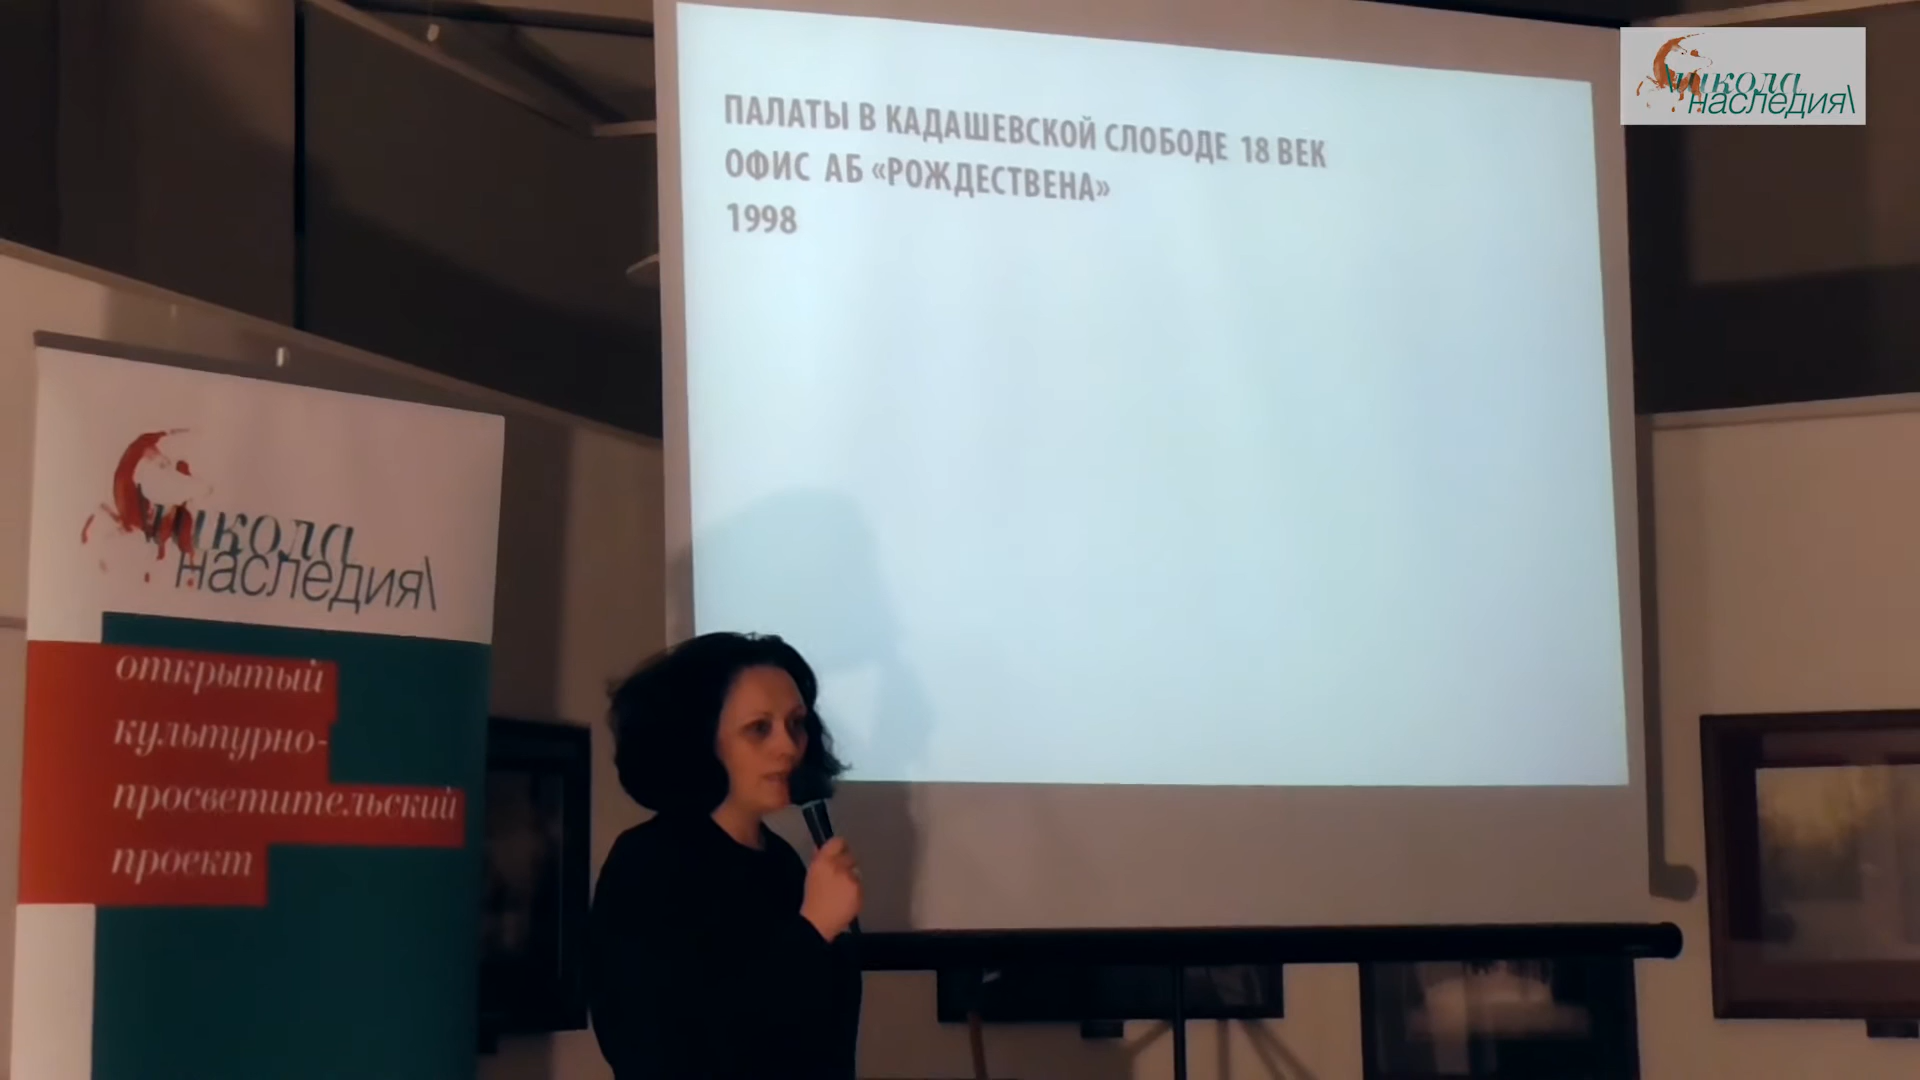 ПАЛАТЫ В КАДАШЕВСКОЙ СЛОБОДЕ 18 ВЕК
ОФИС АБ «РОЖДЕСТВЕНА»
1998
школа
наследия\
школа
наследия\
открытый
культурно-
просветительский
проект